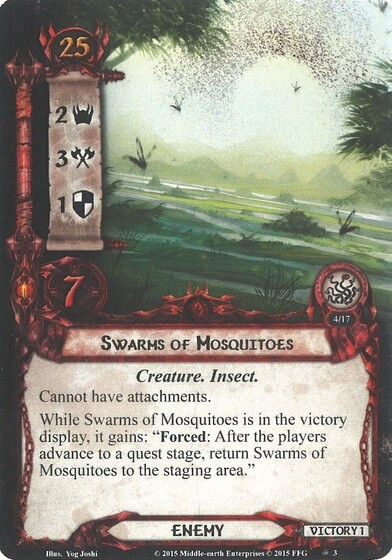 25
2
3
1
7
4/17
Swarms of Mosquitoes
Creature. Insect.
Cannot have attachments.
While Swarms of Mosquitoes is in the victory
display, it gains: “Forced: After the players
advance to a quest stage, return Swarms of
Mosquitoes to the staging area.”
ENEMY
VICTORY 1
Illus. Yog Joshi
© 2015 Middle-earth Enterprises © 2015 FFG
3